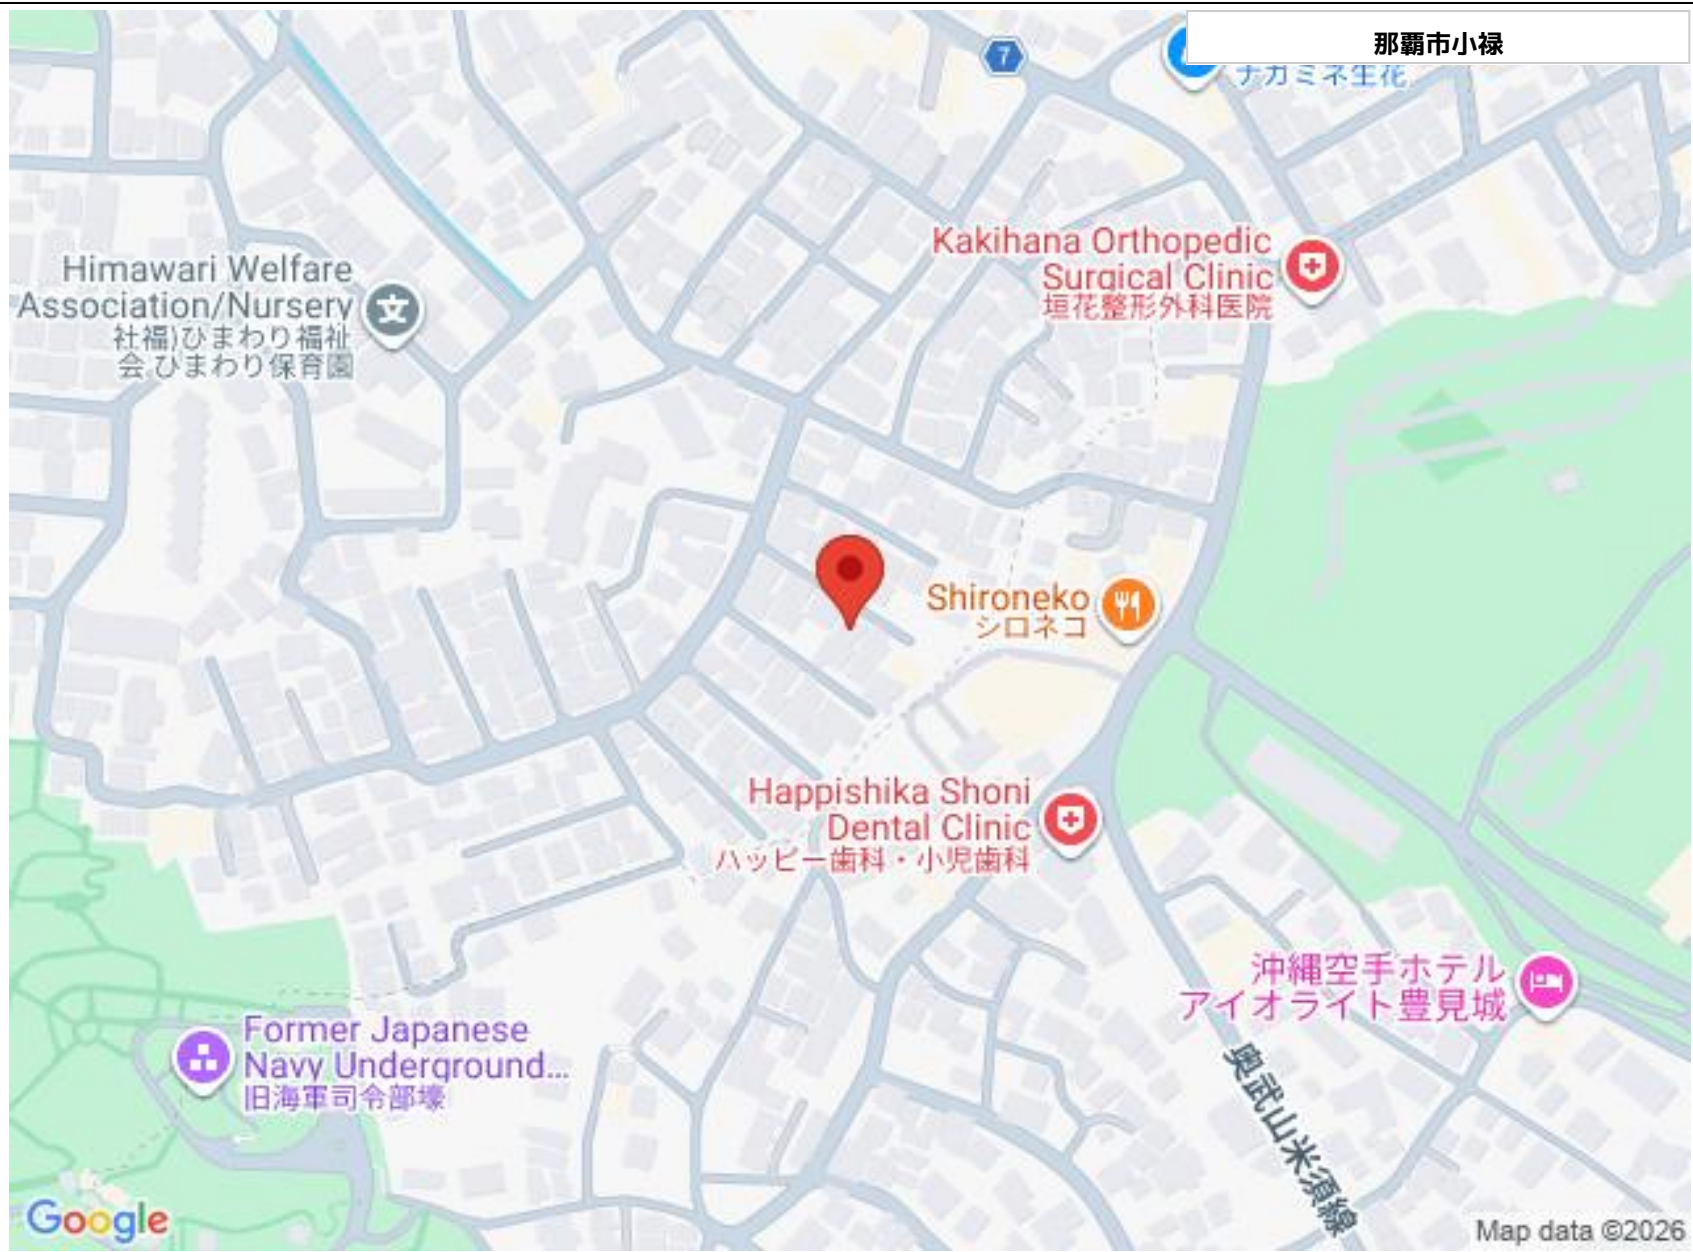 那覇市小禄
7
ナガミネ生花
Kakihana Orthopedic
Surgical Clinic
垣花整形外科医院
Himawari Welfare
Association/Nursery
社福)ひまわり福祉
会 ひまわり保育園
Shironeko
シロネコ
Happishika Shoni
Dental Clinic
ハッピー歯科・小児歯科
沖縄空手ホテル
アイオライト豊見城
Former Japanese
Navy Underground...
旧海軍司令部壕
奥武山米須線
Google
Map data ©2026